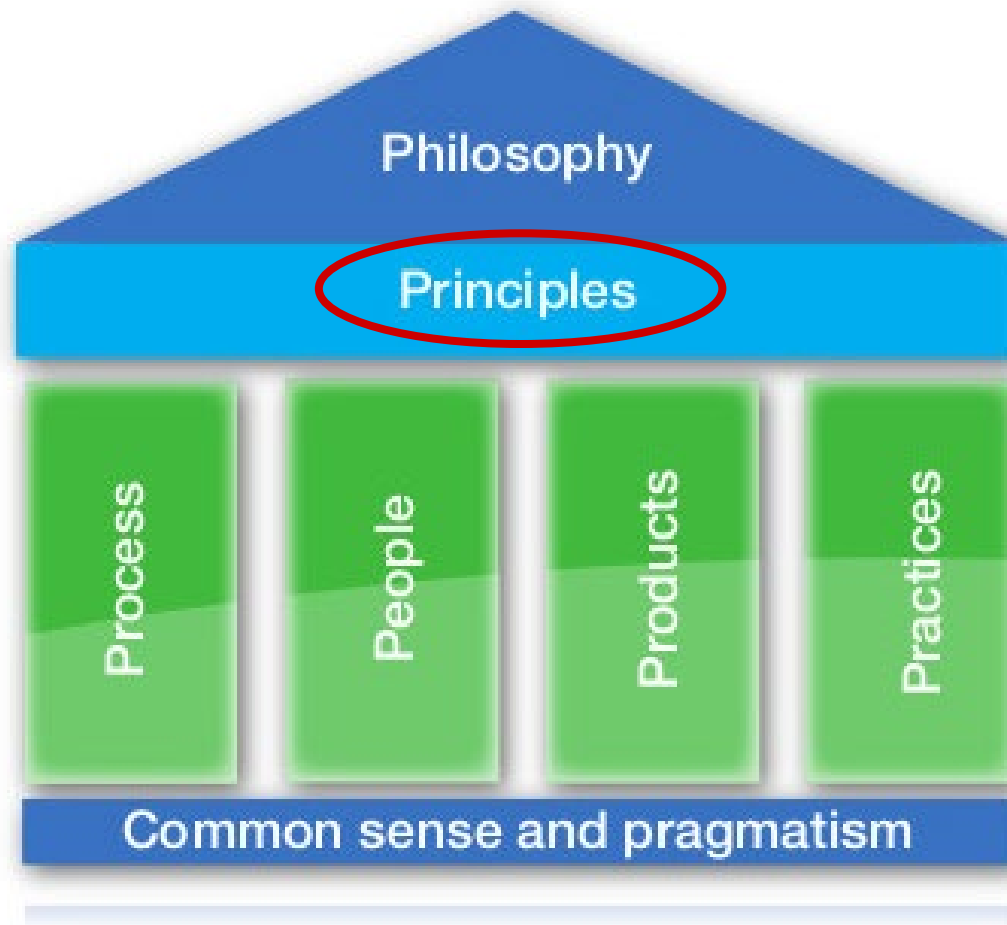 Philosophy
Principles
Process
People
Products
Practices
Common sense and pragmatism